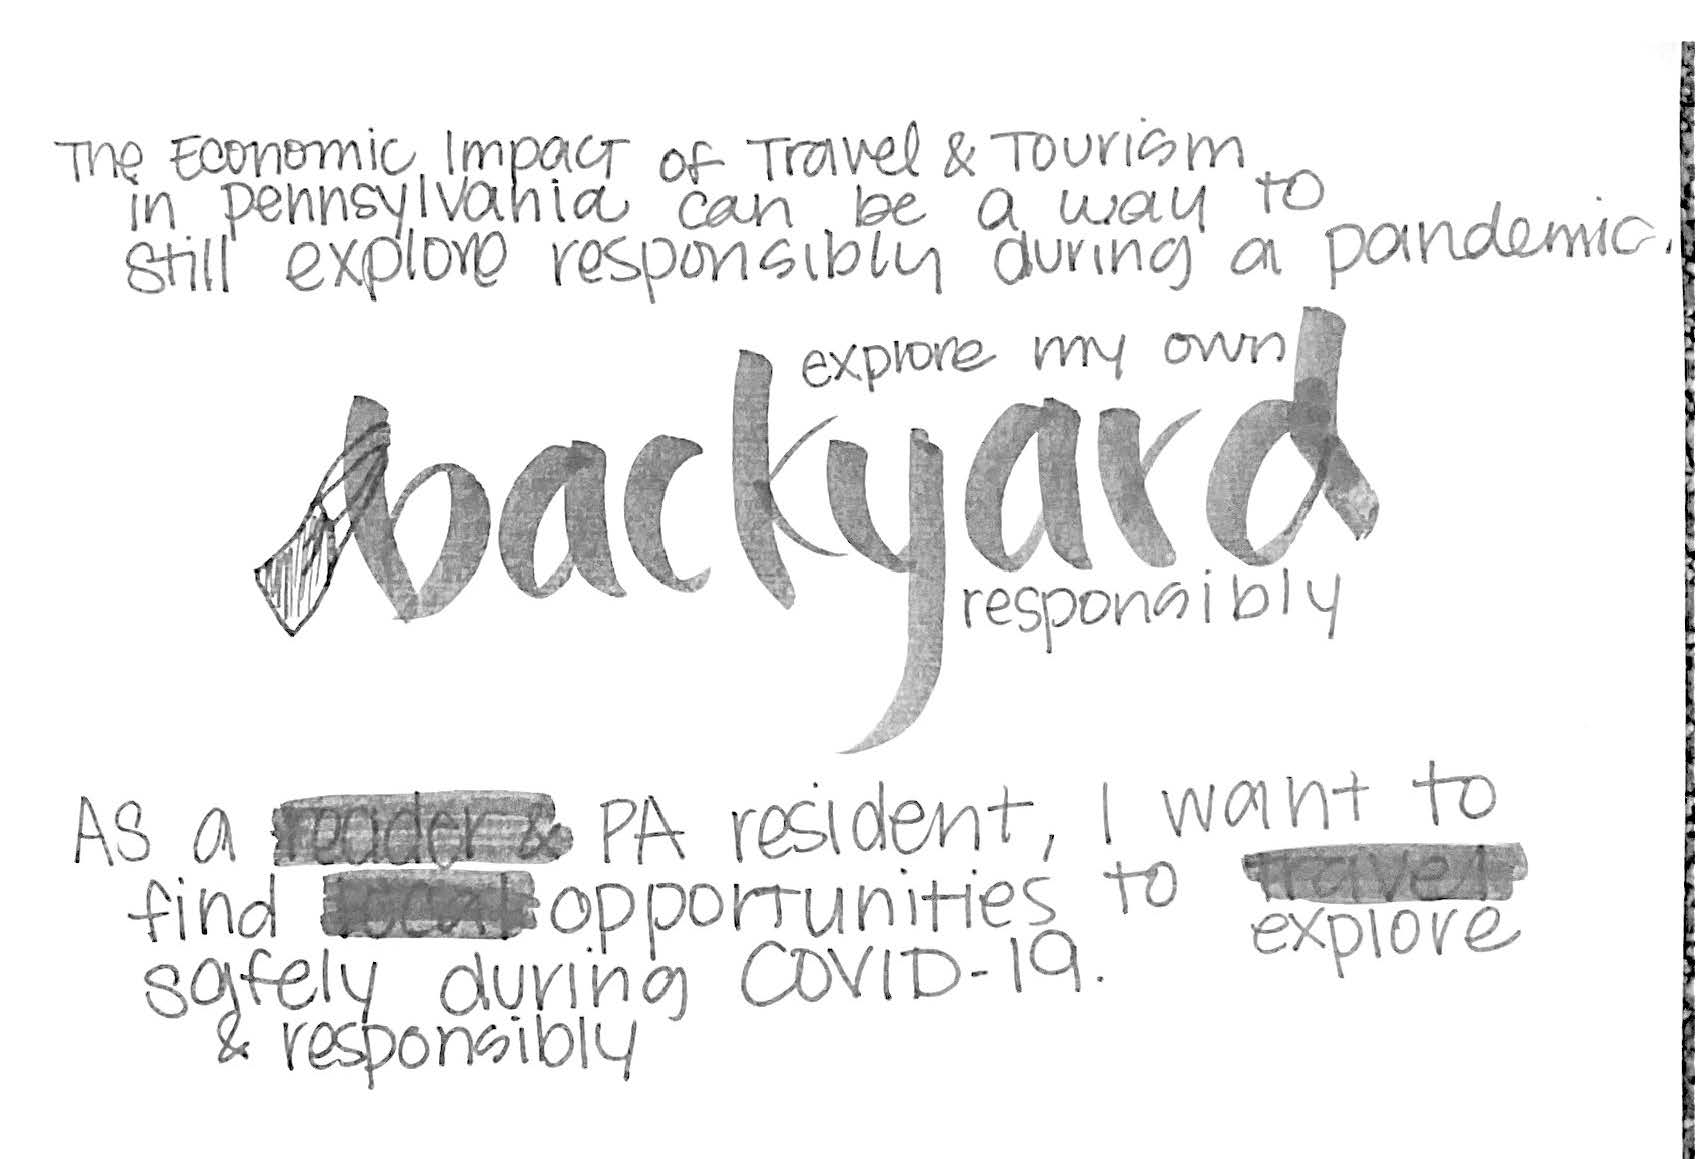 The Economic Impact of Travel & Tourism
in Pennsylvania can be a way to
still explore responsibly during a pandemic.
explore my own
backyard
responsibly
As a reader & PA resident, I want to
find local opportunities to travel
explore
safely during COVID-19.
& responsibly